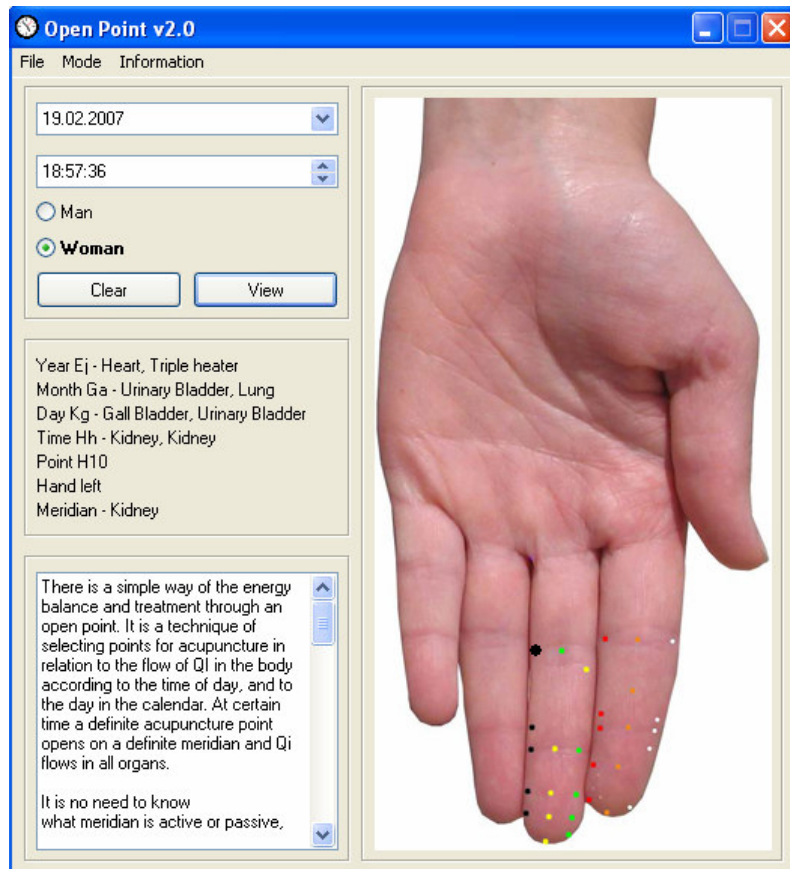 Open Point v2.0
File Mode Information
19.02.2007
18:57:36
Man
Woman
Clear View
Year Ej - Heart, Triple heater
Month Ga - Urinary Bladder, Lung
Day Kg - Gall Bladder, Urinary Bladder
Time Hh - Kidney, Kidney
Point H10
Hand left
Meridian - Kidney
There is a simple way of the energy
balance and treatment through an
open point. It is a technique of
selecting points for acupuncture in
relation to the flow of QI in the body
according to the time of day, and to
the day in the calendar. At certain
time a definite acupuncture point
opens on a definite meridian and Qi
flows in all organs.
It is no need to know
what meridian is active or passive,